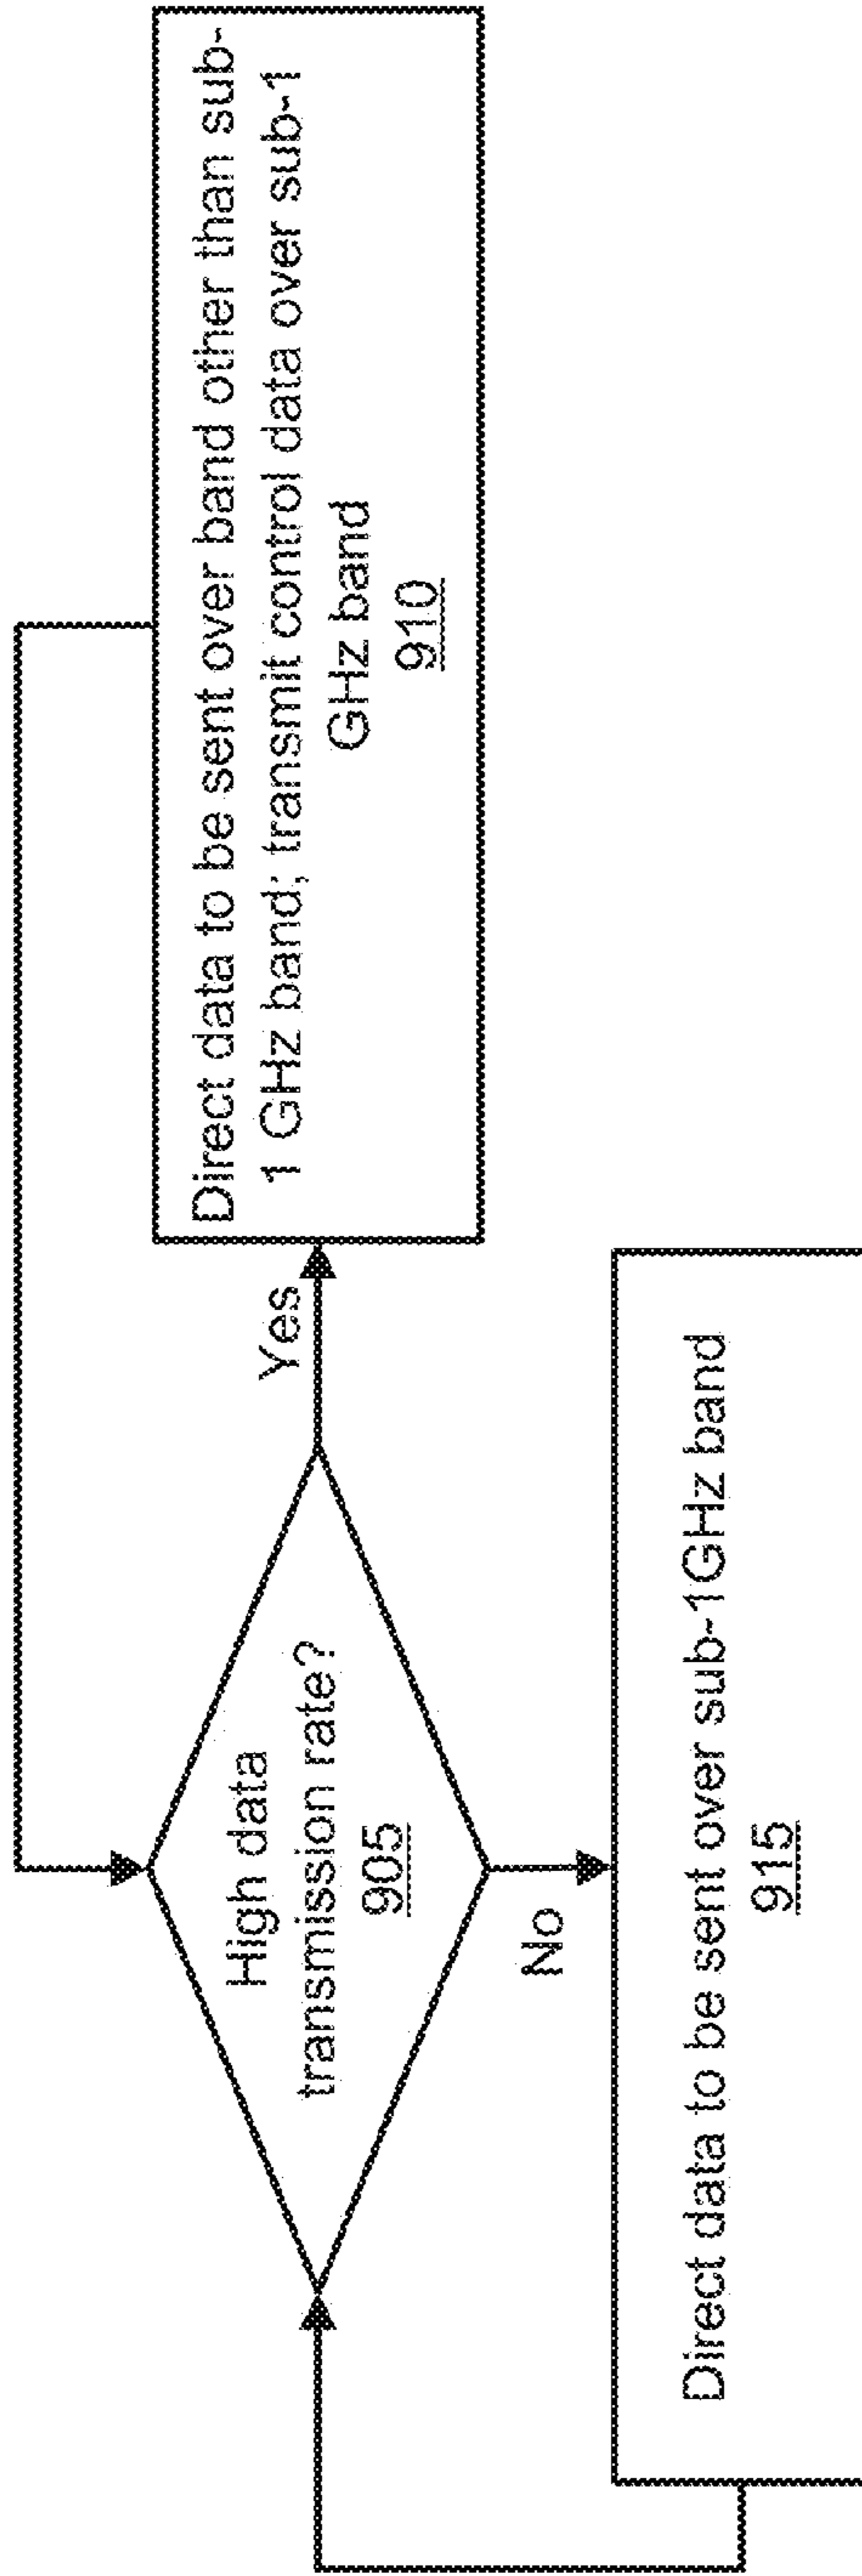 High data
transmission rate?
905
Yes
Direct data to be sent over band other than sub-
1 GHz band; transmit control data over sub-1
GHz band
910
No
Direct data to be sent over sub-1GHz band
915